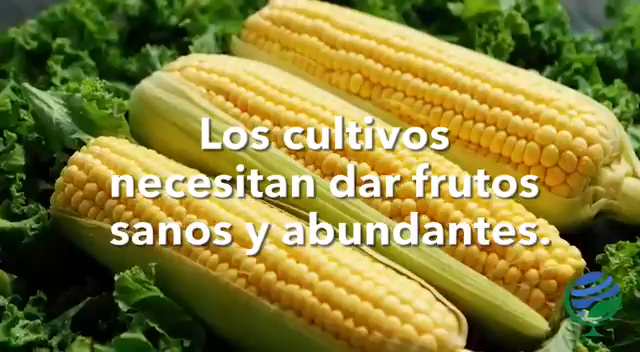 Los cultivos
necesitan dar frutos
sanos y abundantes.